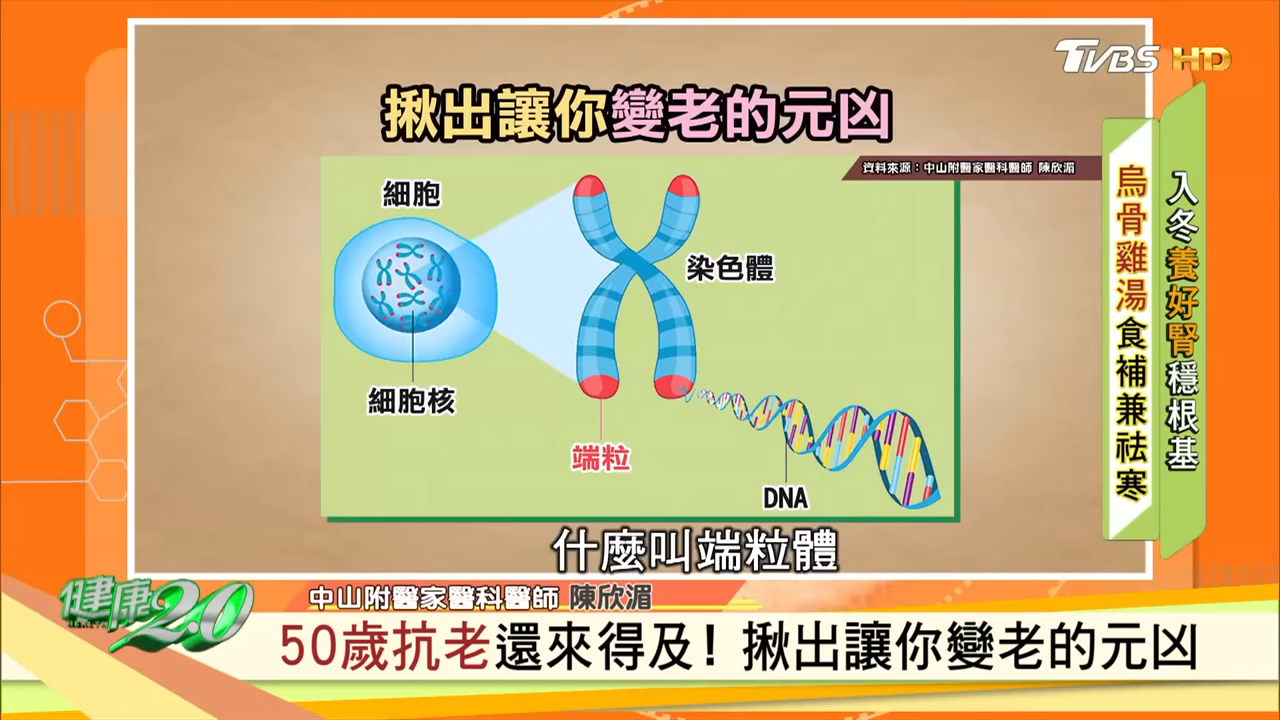 TVBS HD
揪出讓你變老的元凶
資料來源：中山附醫家醫科醫師 陳欣湄
細胞
染色體
細胞核
端粒
DNA
什麼叫端粒體
入冬養好腎穩根基
烏骨雞湯食補兼祛寒
健康2.0
中山附醫家醫科醫師 陳欣湄
50歲抗老還來得及！揪出讓你變老的元凶